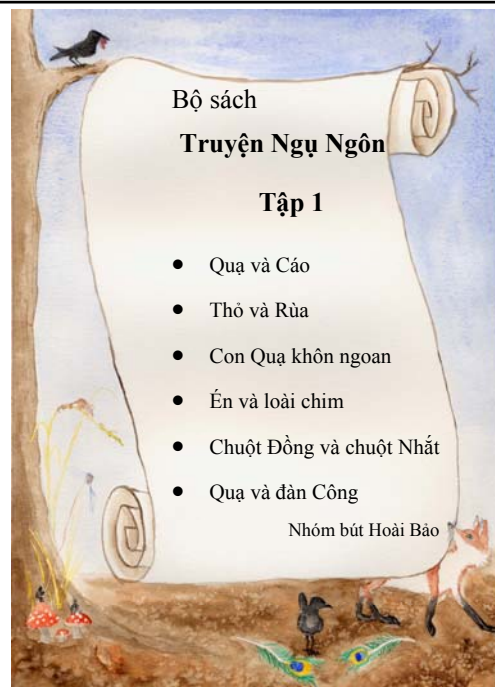 Bộ sách
Truyện Ngụ Ngôn
Tập 1
• Quạ và Cáo
• Thỏ và Rùa
• Con Quạ khôn ngoan
• Én và loài chim
• Chuột Đồng và chuột Nhắt
• Quạ và đàn Công
Nhóm bút Hoài Bảo